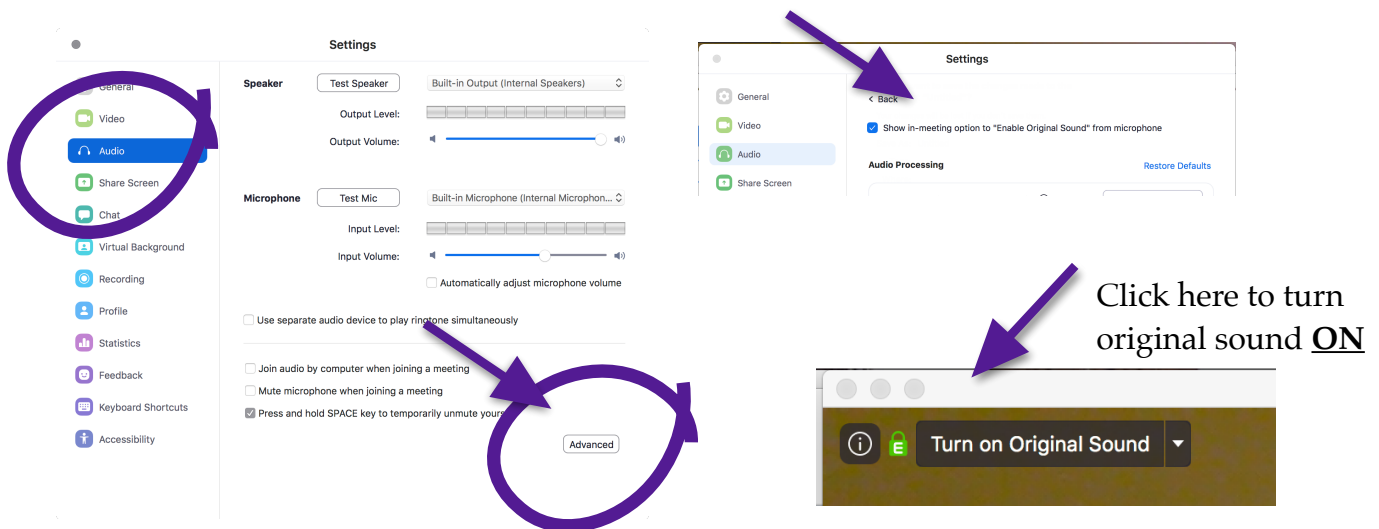 Settings
General
Video
Audio
Share Screen
Chat
Virtual Background
Recording
Profile
Statistics
Feedback
Keyboard Shortcuts
Accessibility
Speaker Test Speaker Built-in Output (Internal Speakers)
Output Level:
Output Volume:
Microphone Test Mic Built-in Microphone (Internal Microphon...
Input Level:
Input Volume:
Automatically adjust microphone volume
Use separate audio device to play ringtone simultaneously
Join audio by computer when joining a meeting
Mute microphone when joining a meeting
Press and hold SPACE key to temporarily unmute yours
Advanced
Settings
General
Video
Audio
Share Screen
< Back
Show in-meeting option to "Enable Original Sound" from microphone
Audio Processing Restore Defaults
Click here to turn
original sound ON
Turn on Original Sound